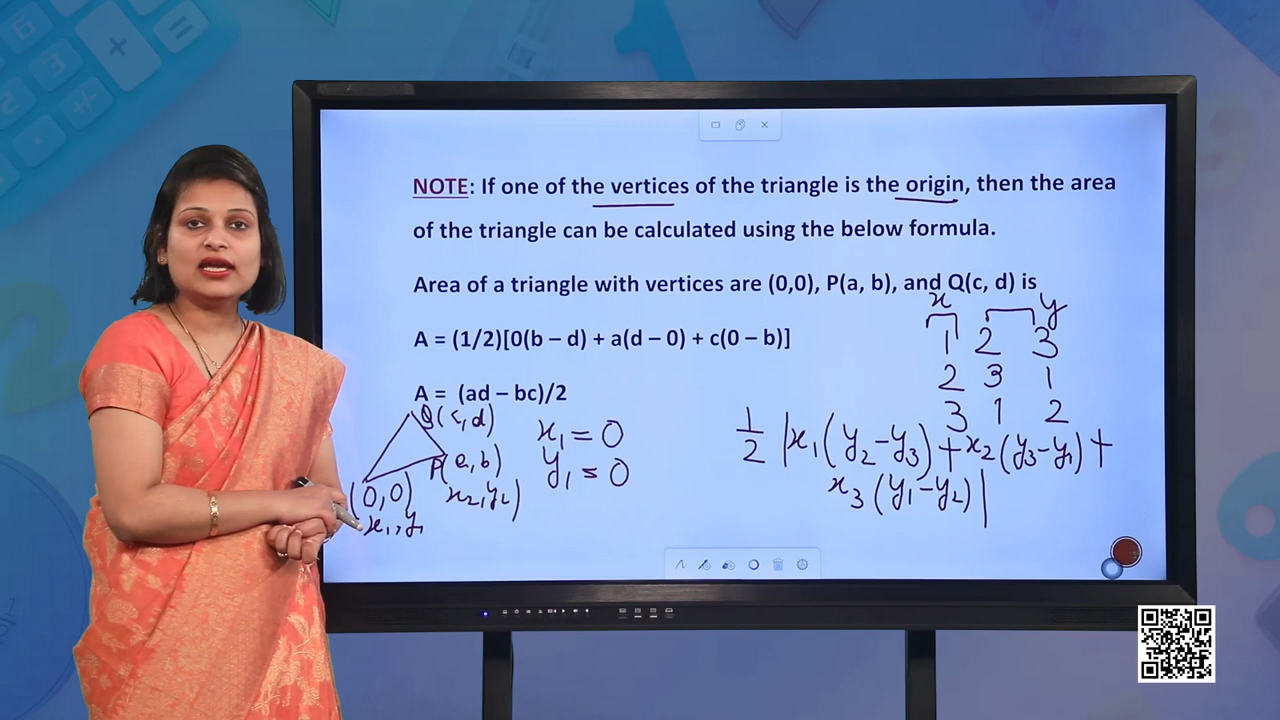 NOTE: If one of the vertices of the triangle is the origin, then the area
of the triangle can be calculated using the below formula.
Area of a triangle with vertices are (0,0), P(a, b), and Q(c, d) is
A = (1/2)[0(b – d) + a(d – 0) + c(0 – b)]
A = (ad – bc)/2
x y
1 2 3
2 3 1
3 1 2
Q(c,d)
P(a,b)
x2,y2)
(0,0)
x1,y1
x1=0
y1=0
1/2 |x1(y2-y3)+x2(y3-y1)+
x3(y1-y2)|